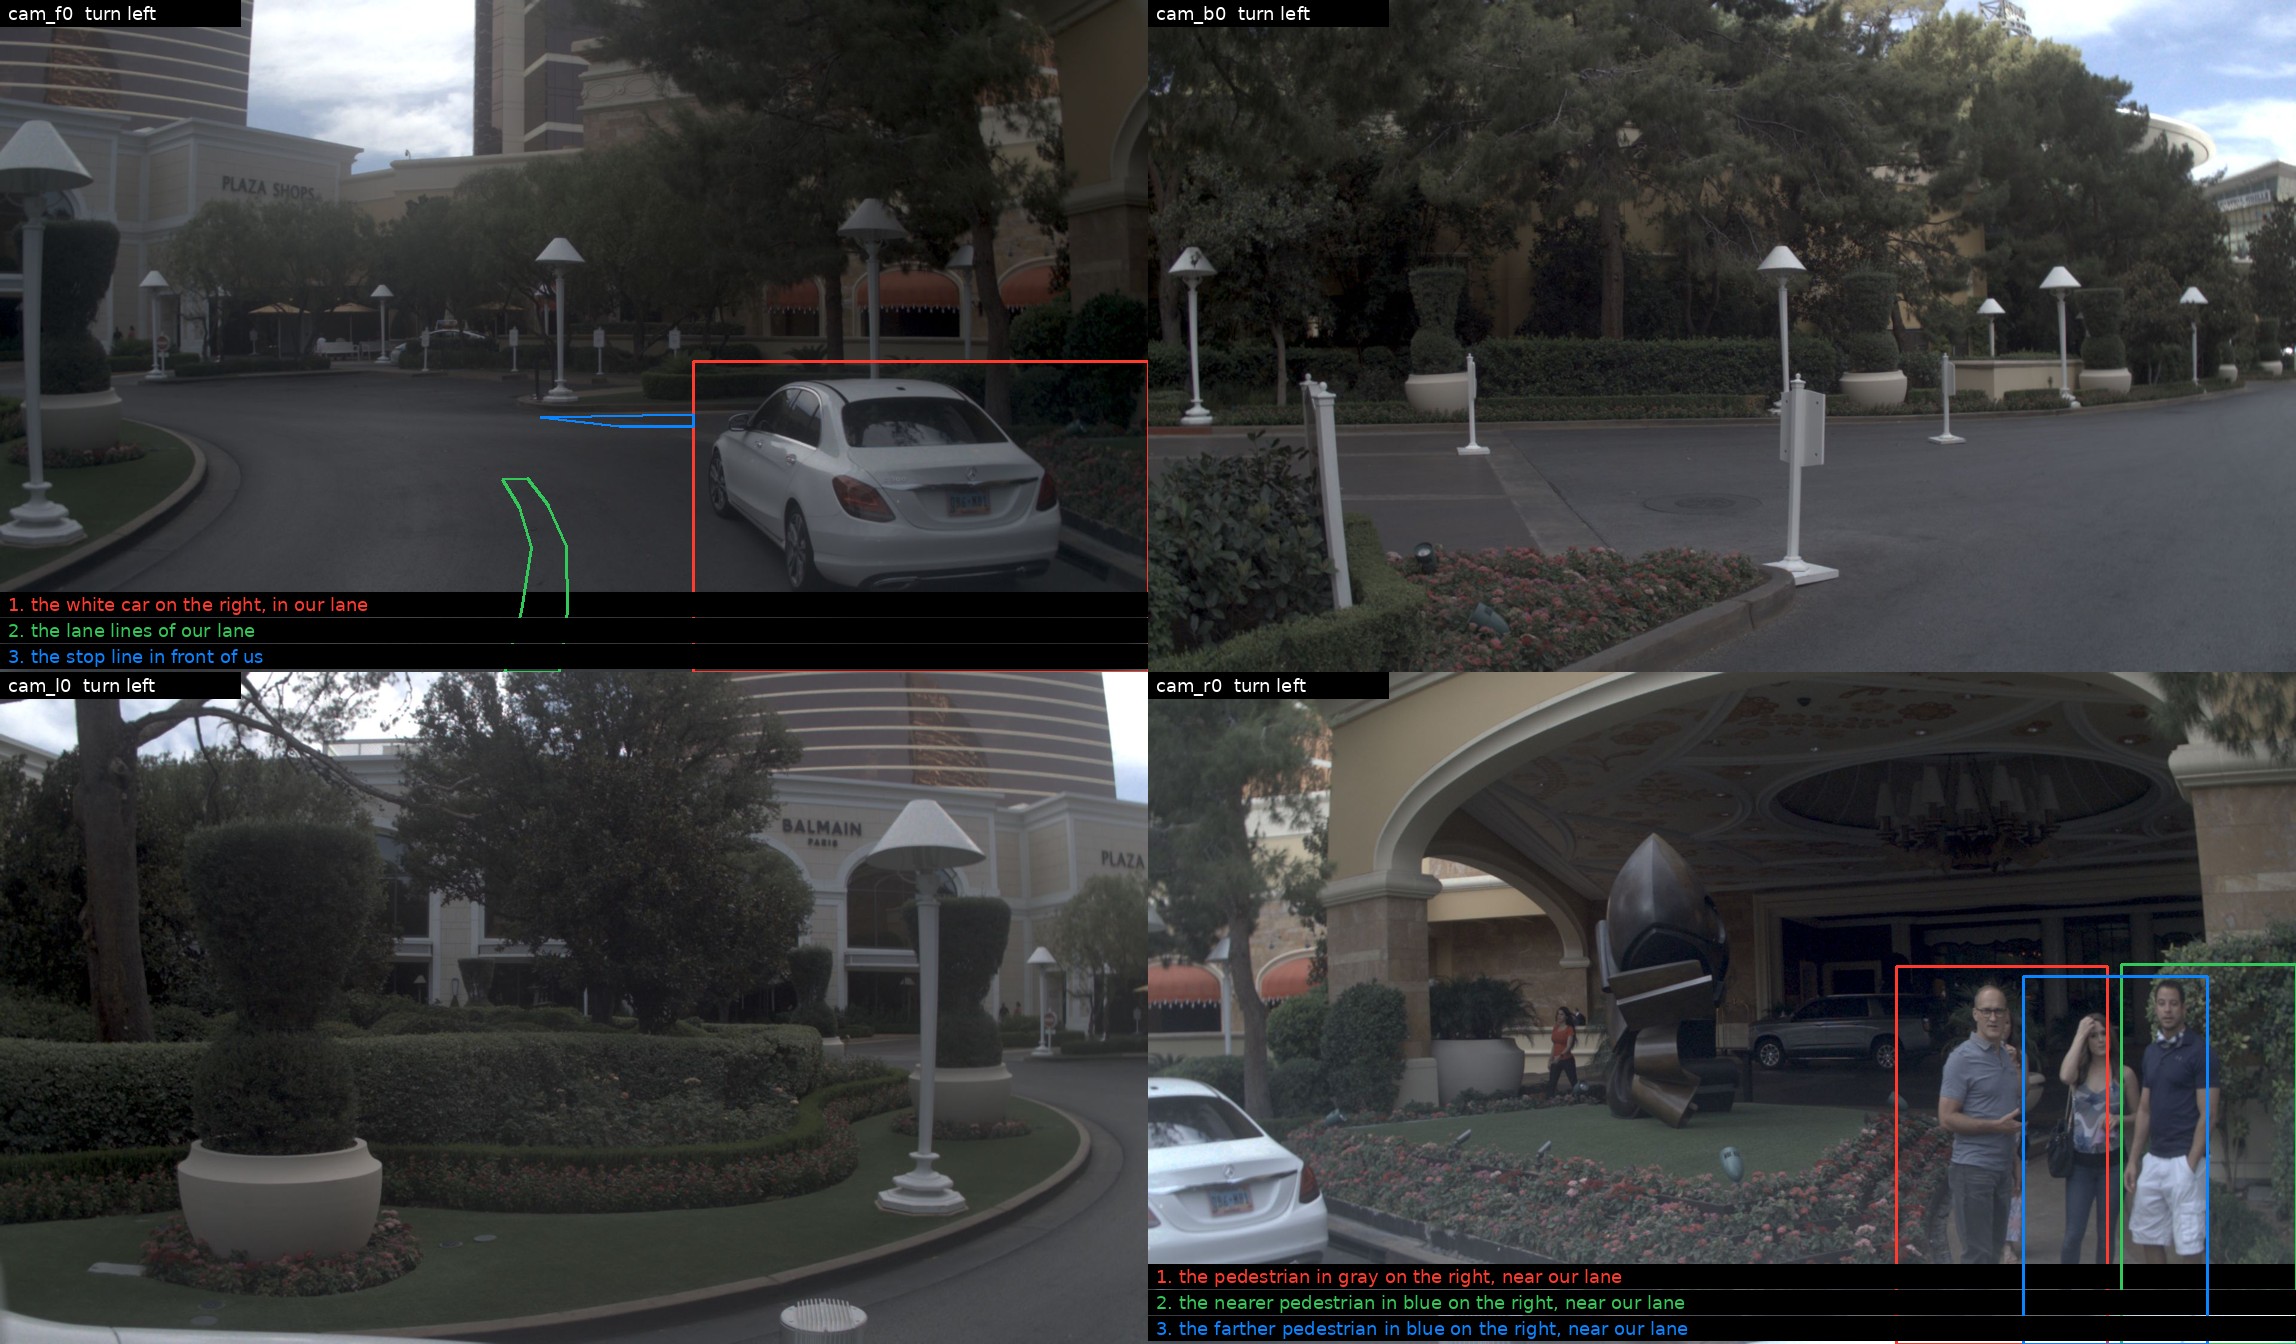 cam_f0 turn left
PLAZA SHOPS
1. the white car on the right, in our lane
2. the lane lines of our lane
3. the stop line in front of us
cam_b0 turn left
cam_l0 turn left
BALMAIN
PARIS
PLAZA
cam_r0 turn left
1. the pedestrian in gray on the right, near our lane
2. the nearer pedestrian in blue on the right, near our lane
3. the farther pedestrian in blue on the right, near our lane